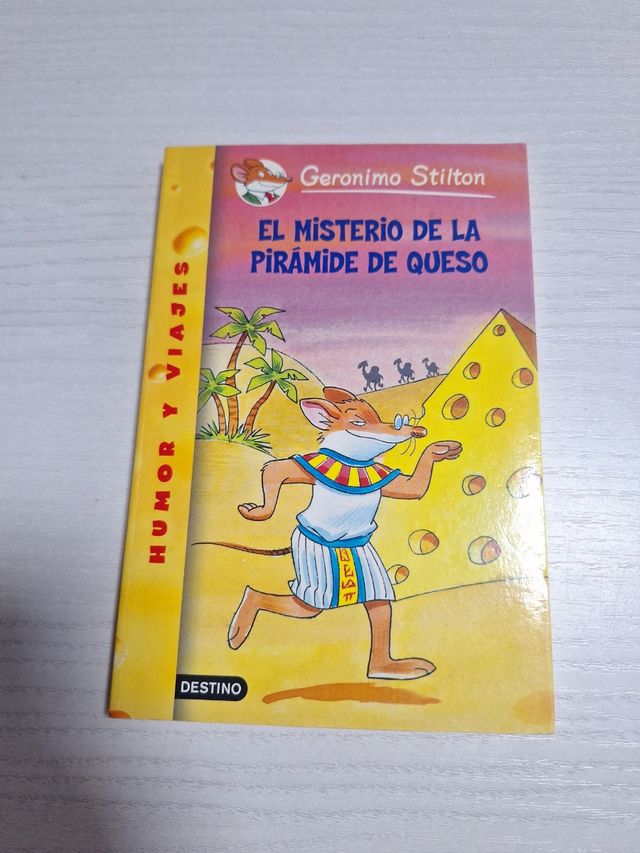 Geronimo Stilton
EL MISTERIO DE LA
PIRÁMIDE DE QUESO
HUMOR Y VIAJES
DESTINO